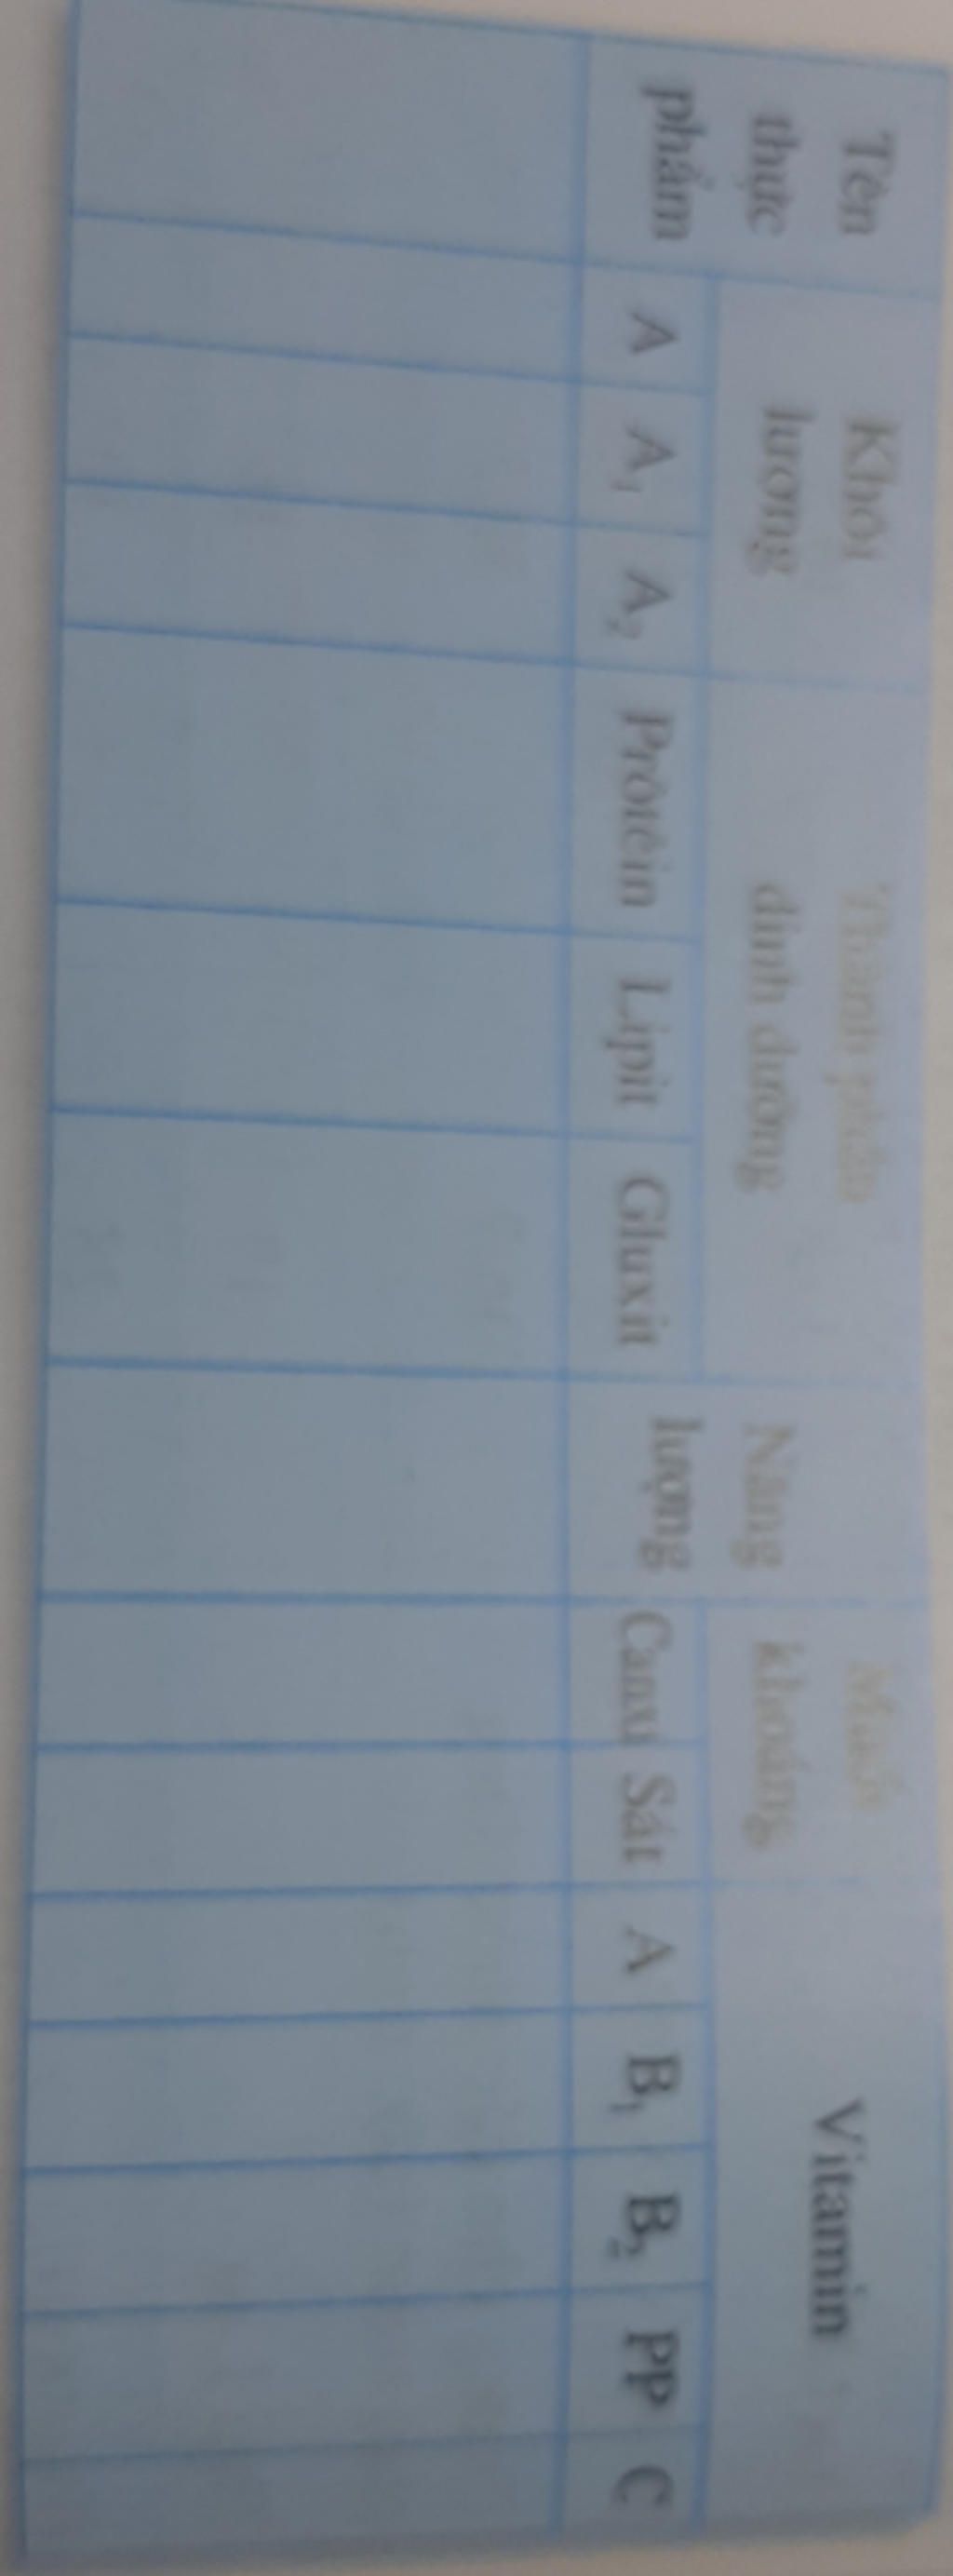 Tên
thực
phẩm
Khối
lượng
Thành phần
dinh dưỡng
Năng
lượng
Muối
khoáng
Vitamin
A A₁ A₂ Prôtêin Lipit Gluxit Canxi Sắt A B₁ B₂ PP C